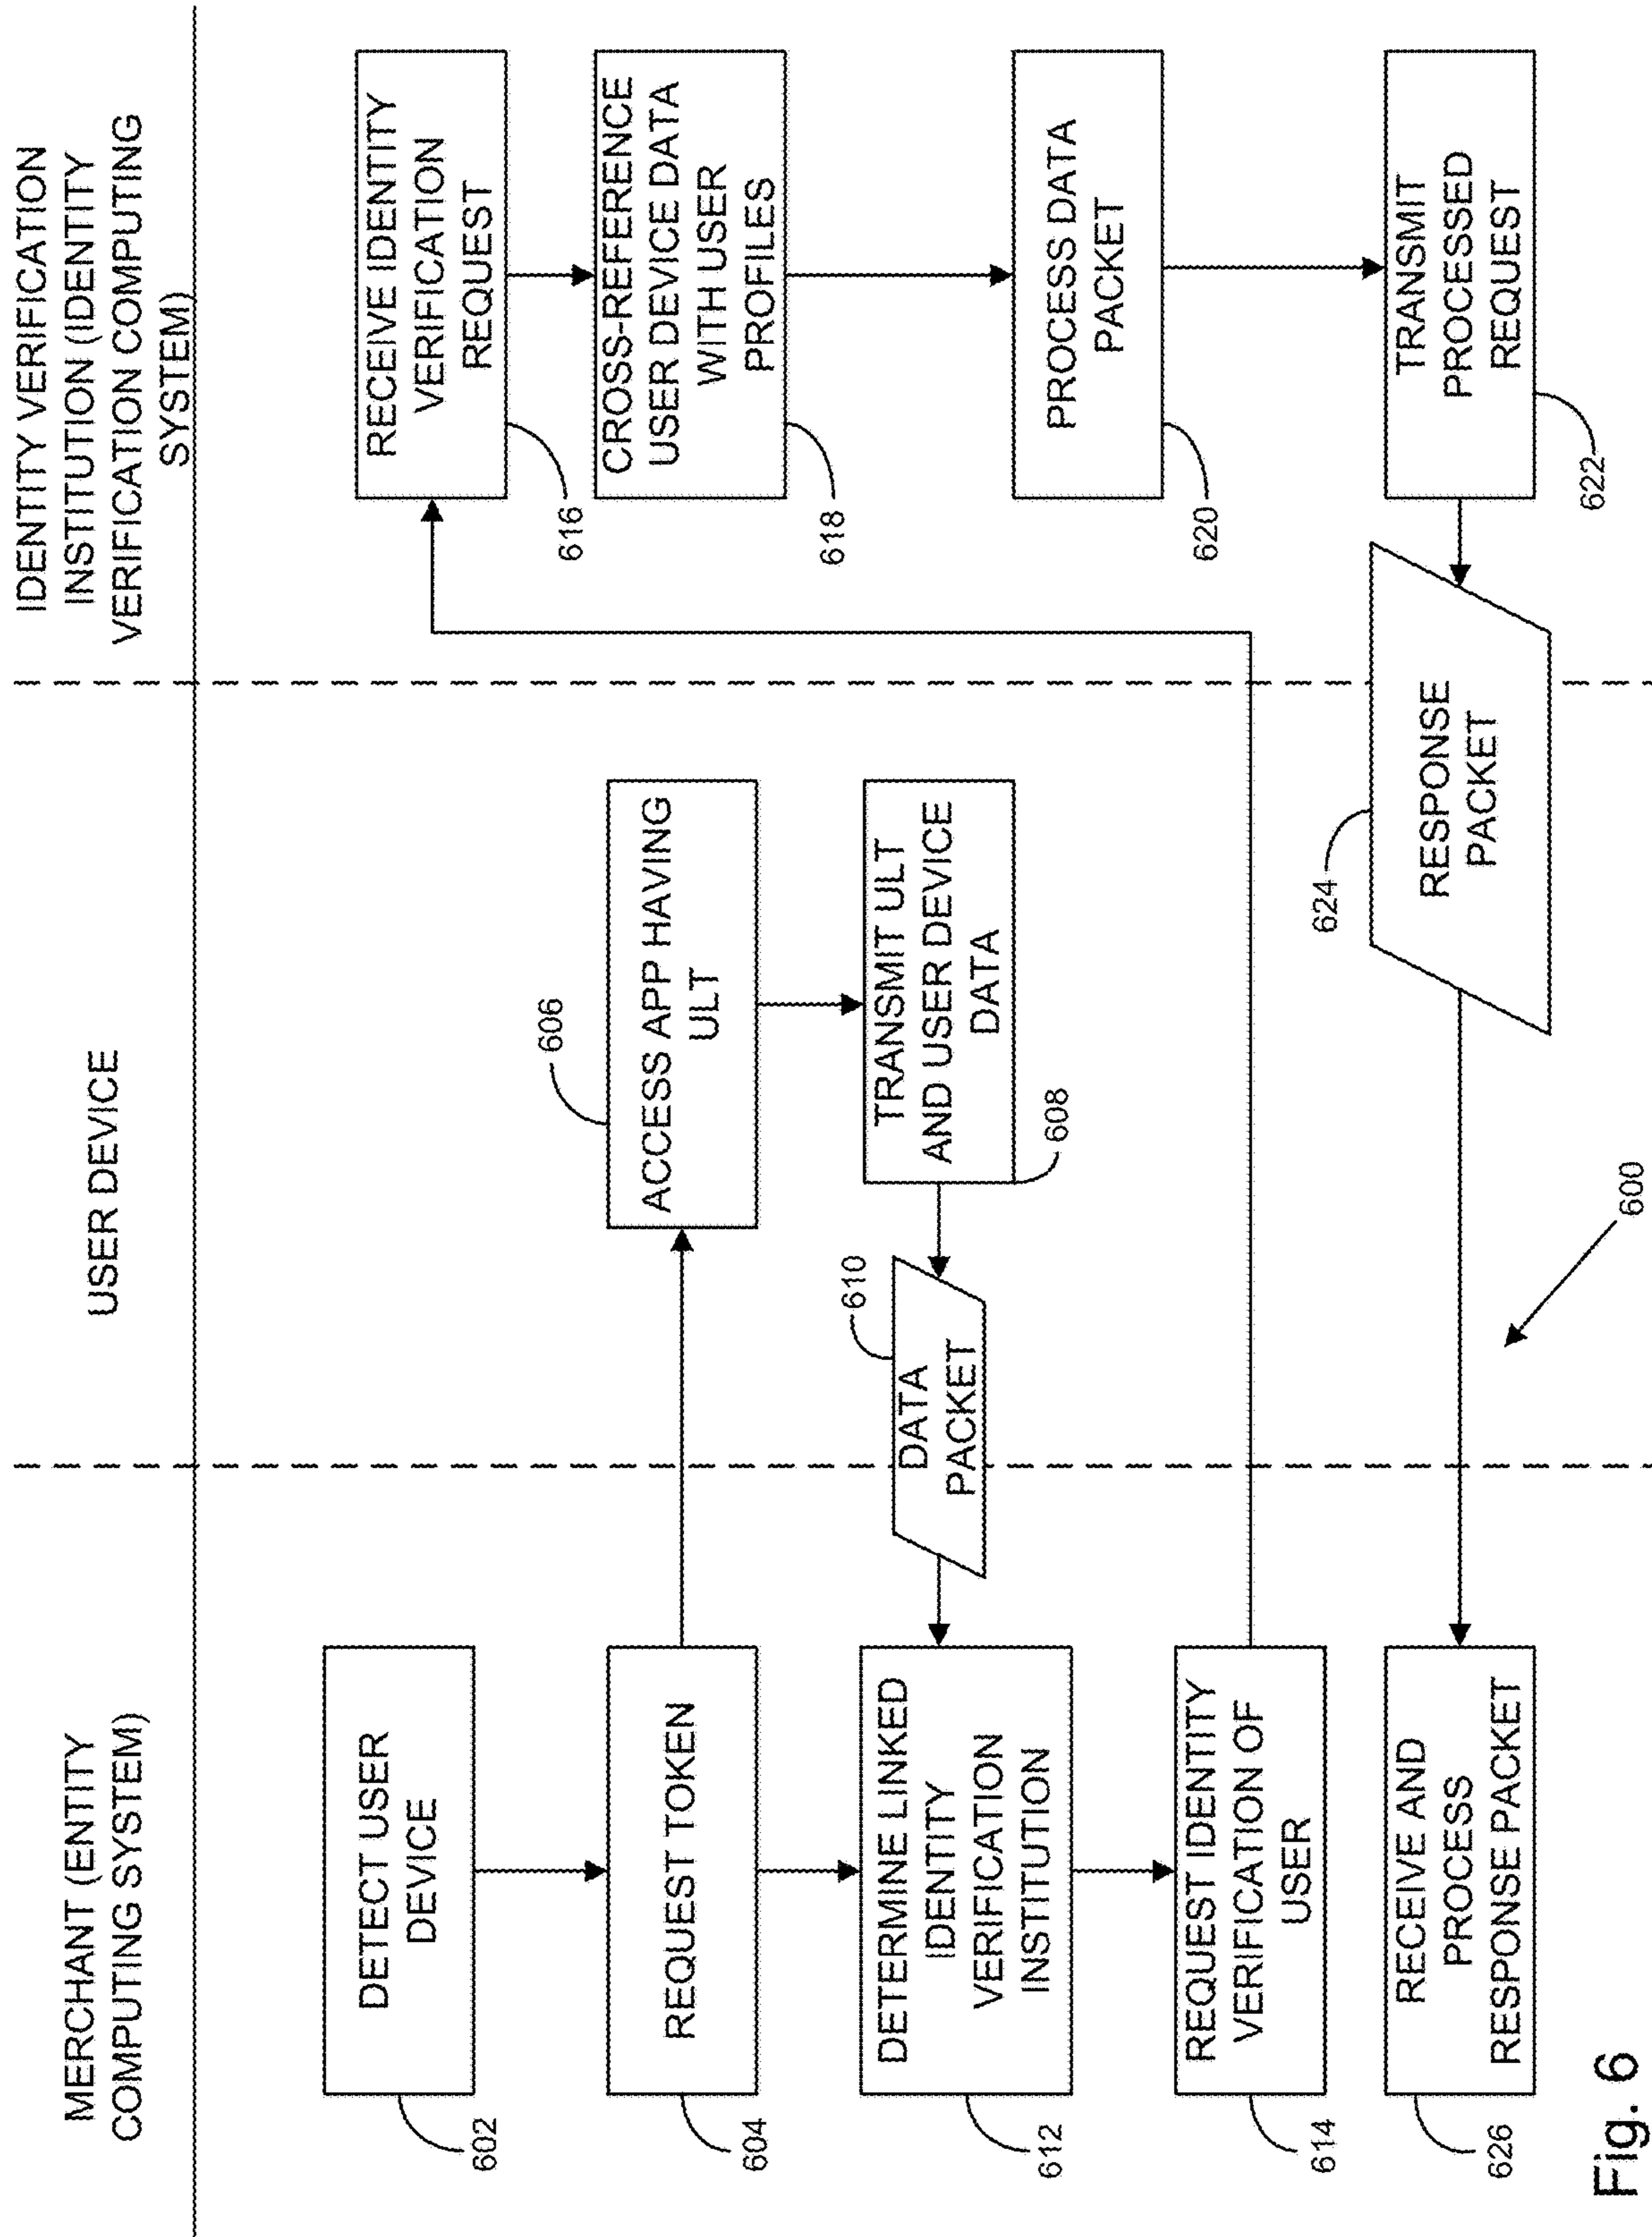 MERCHANT (ENTITY
COMPUTING SYSTEM)
USER DEVICE
IDENTITY VERIFICATION
INSTITUTION (IDENTITY
VERIFICATION COMPUTING
SYSTEM)
DETECT USER
DEVICE
602
REQUEST TOKEN
604
ACCESS APP HAVING
ULT
606
TRANSMIT ULT
AND USER DEVICE
DATA
608
DATA
PACKET
610
DETERMINE LINKED
IDENTITY
VERIFICATION
INSTITUTION
612
REQUEST IDENTITY
VERIFICATION OF
USER
614
RECEIVE IDENTITY
VERIFICATION
REQUEST
616
CROSS-REFERENCE
USER DEVICE DATA
WITH USER
PROFILES
618
PROCESS DATA
PACKET
620
TRANSMIT
PROCESSED
REQUEST
622
RESPONSE
PACKET
624
RECEIVE AND
PROCESS
RESPONSE PACKET
626
600
Fig. 6